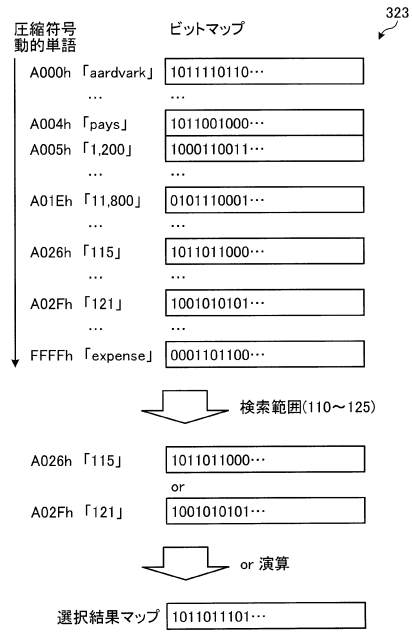 323
圧縮符号 ビットマップ
動的単語
A000h「aardvark」 1011110110…
… …
A004h「pays」 1011001000…
A005h「1,200」 1000110011…
… …
A01Eh「11,800」 0101110001…
… …
A026h「115」 1011011000…
… …
A02Fh「121」 1001010101…
… …
FFFFh「expense」 0001101100…
検索範囲(110～125)
A026h「115」 1011011000…
or
A02Fh「121」 1001010101…
or 演算
選択結果マップ 1011011101…